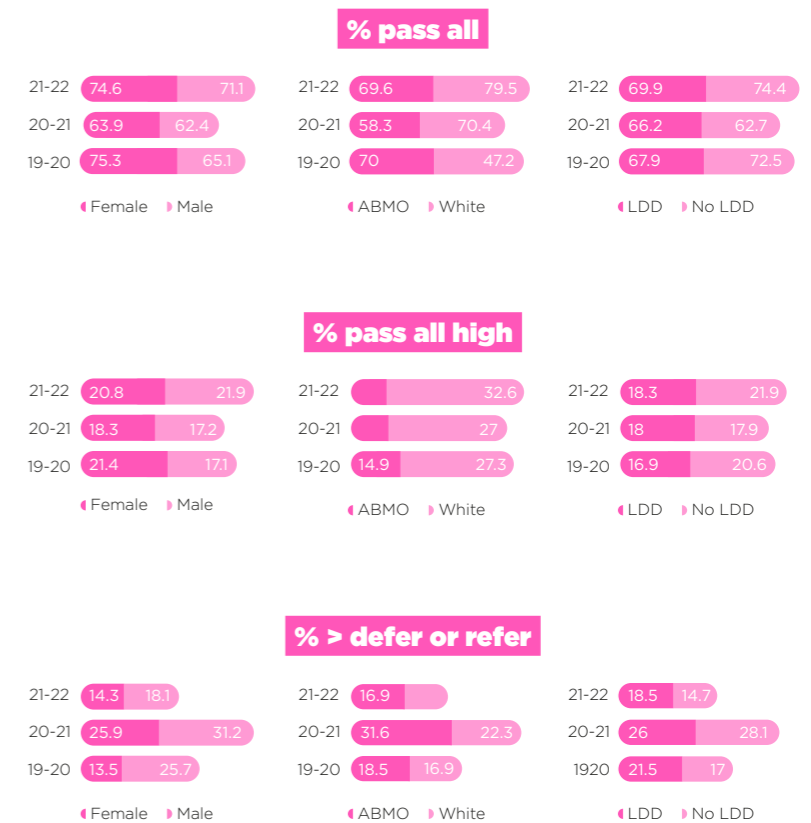 % pass all
21-22 74.6 71.1
20-21 63.9 62.4
19-20 75.3 65.1
Female Male
21-22 69.6 79.5
20-21 58.3 70.4
19-20 70 47.2
ABMO White
21-22 69.9 74.4
20-21 66.2 62.7
19-20 67.9 72.5
LDD No LDD
% pass all high
21-22 20.8 21.9
20-21 18.3 17.2
19-20 21.4 17.1
Female Male
21-22 32.6
20-21 27
19-20 14.9 27.3
ABMO White
21-22 18.3 21.9
20-21 18 17.9
19-20 16.9 20.6
LDD No LDD
% > defer or refer
21-22 14.3 18.1
20-21 25.9 31.2
19-20 13.5 25.7
Female Male
21-22 16.9
20-21 31.6 22.3
19-20 18.5 16.9
ABMO White
21-22 18.5 14.7
20-21 26 28.1
1920 21.5 17
LDD No LDD